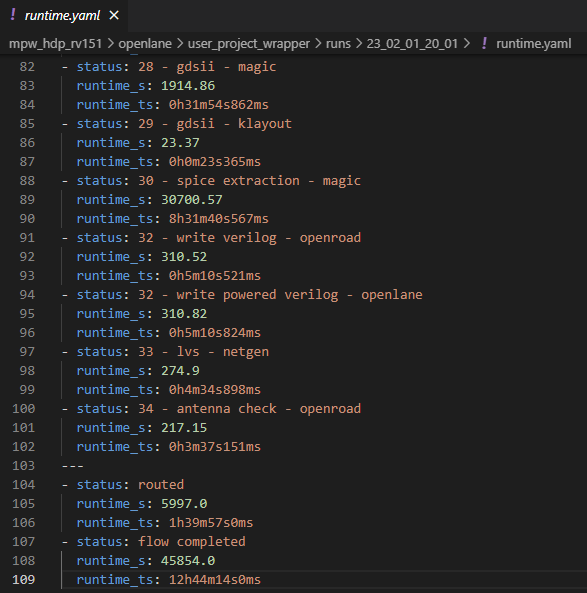 ! runtime.yaml ×
mpw_hdp_rv151 > openlane > user_project_wrapper > runs > 23_02_01_20_01 > ! runtime.yaml
82 - status: 28 - gdsii - magic
83 runtime_s: 1914.86
84 runtime_ts: 0h31m54s862ms
85 - status: 29 - gdsii - klayout
86 runtime_s: 23.37
87 runtime_ts: 0h0m23s365ms
88 - status: 30 - spice extraction - magic
89 runtime_s: 30700.57
90 runtime_ts: 8h31m40s567ms
91 - status: 32 - write verilog - openroad
92 runtime_s: 310.52
93 runtime_ts: 0h5m10s521ms
94 - status: 32 - write powered verilog - openlane
95 runtime_s: 310.82
96 runtime_ts: 0h5m10s824ms
97 - status: 33 - lvs - netgen
98 runtime_s: 274.9
99 runtime_ts: 0h4m34s898ms
100 - status: 34 - antenna check - openroad
101 runtime_s: 217.15
102 runtime_ts: 0h3m37s151ms
103 ---
104 - status: routed
105 runtime_s: 5997.0
106 runtime_ts: 1h39m57s0ms
107 - status: flow completed
108 runtime_s: 45854.0
109 runtime_ts: 12h44m14s0ms